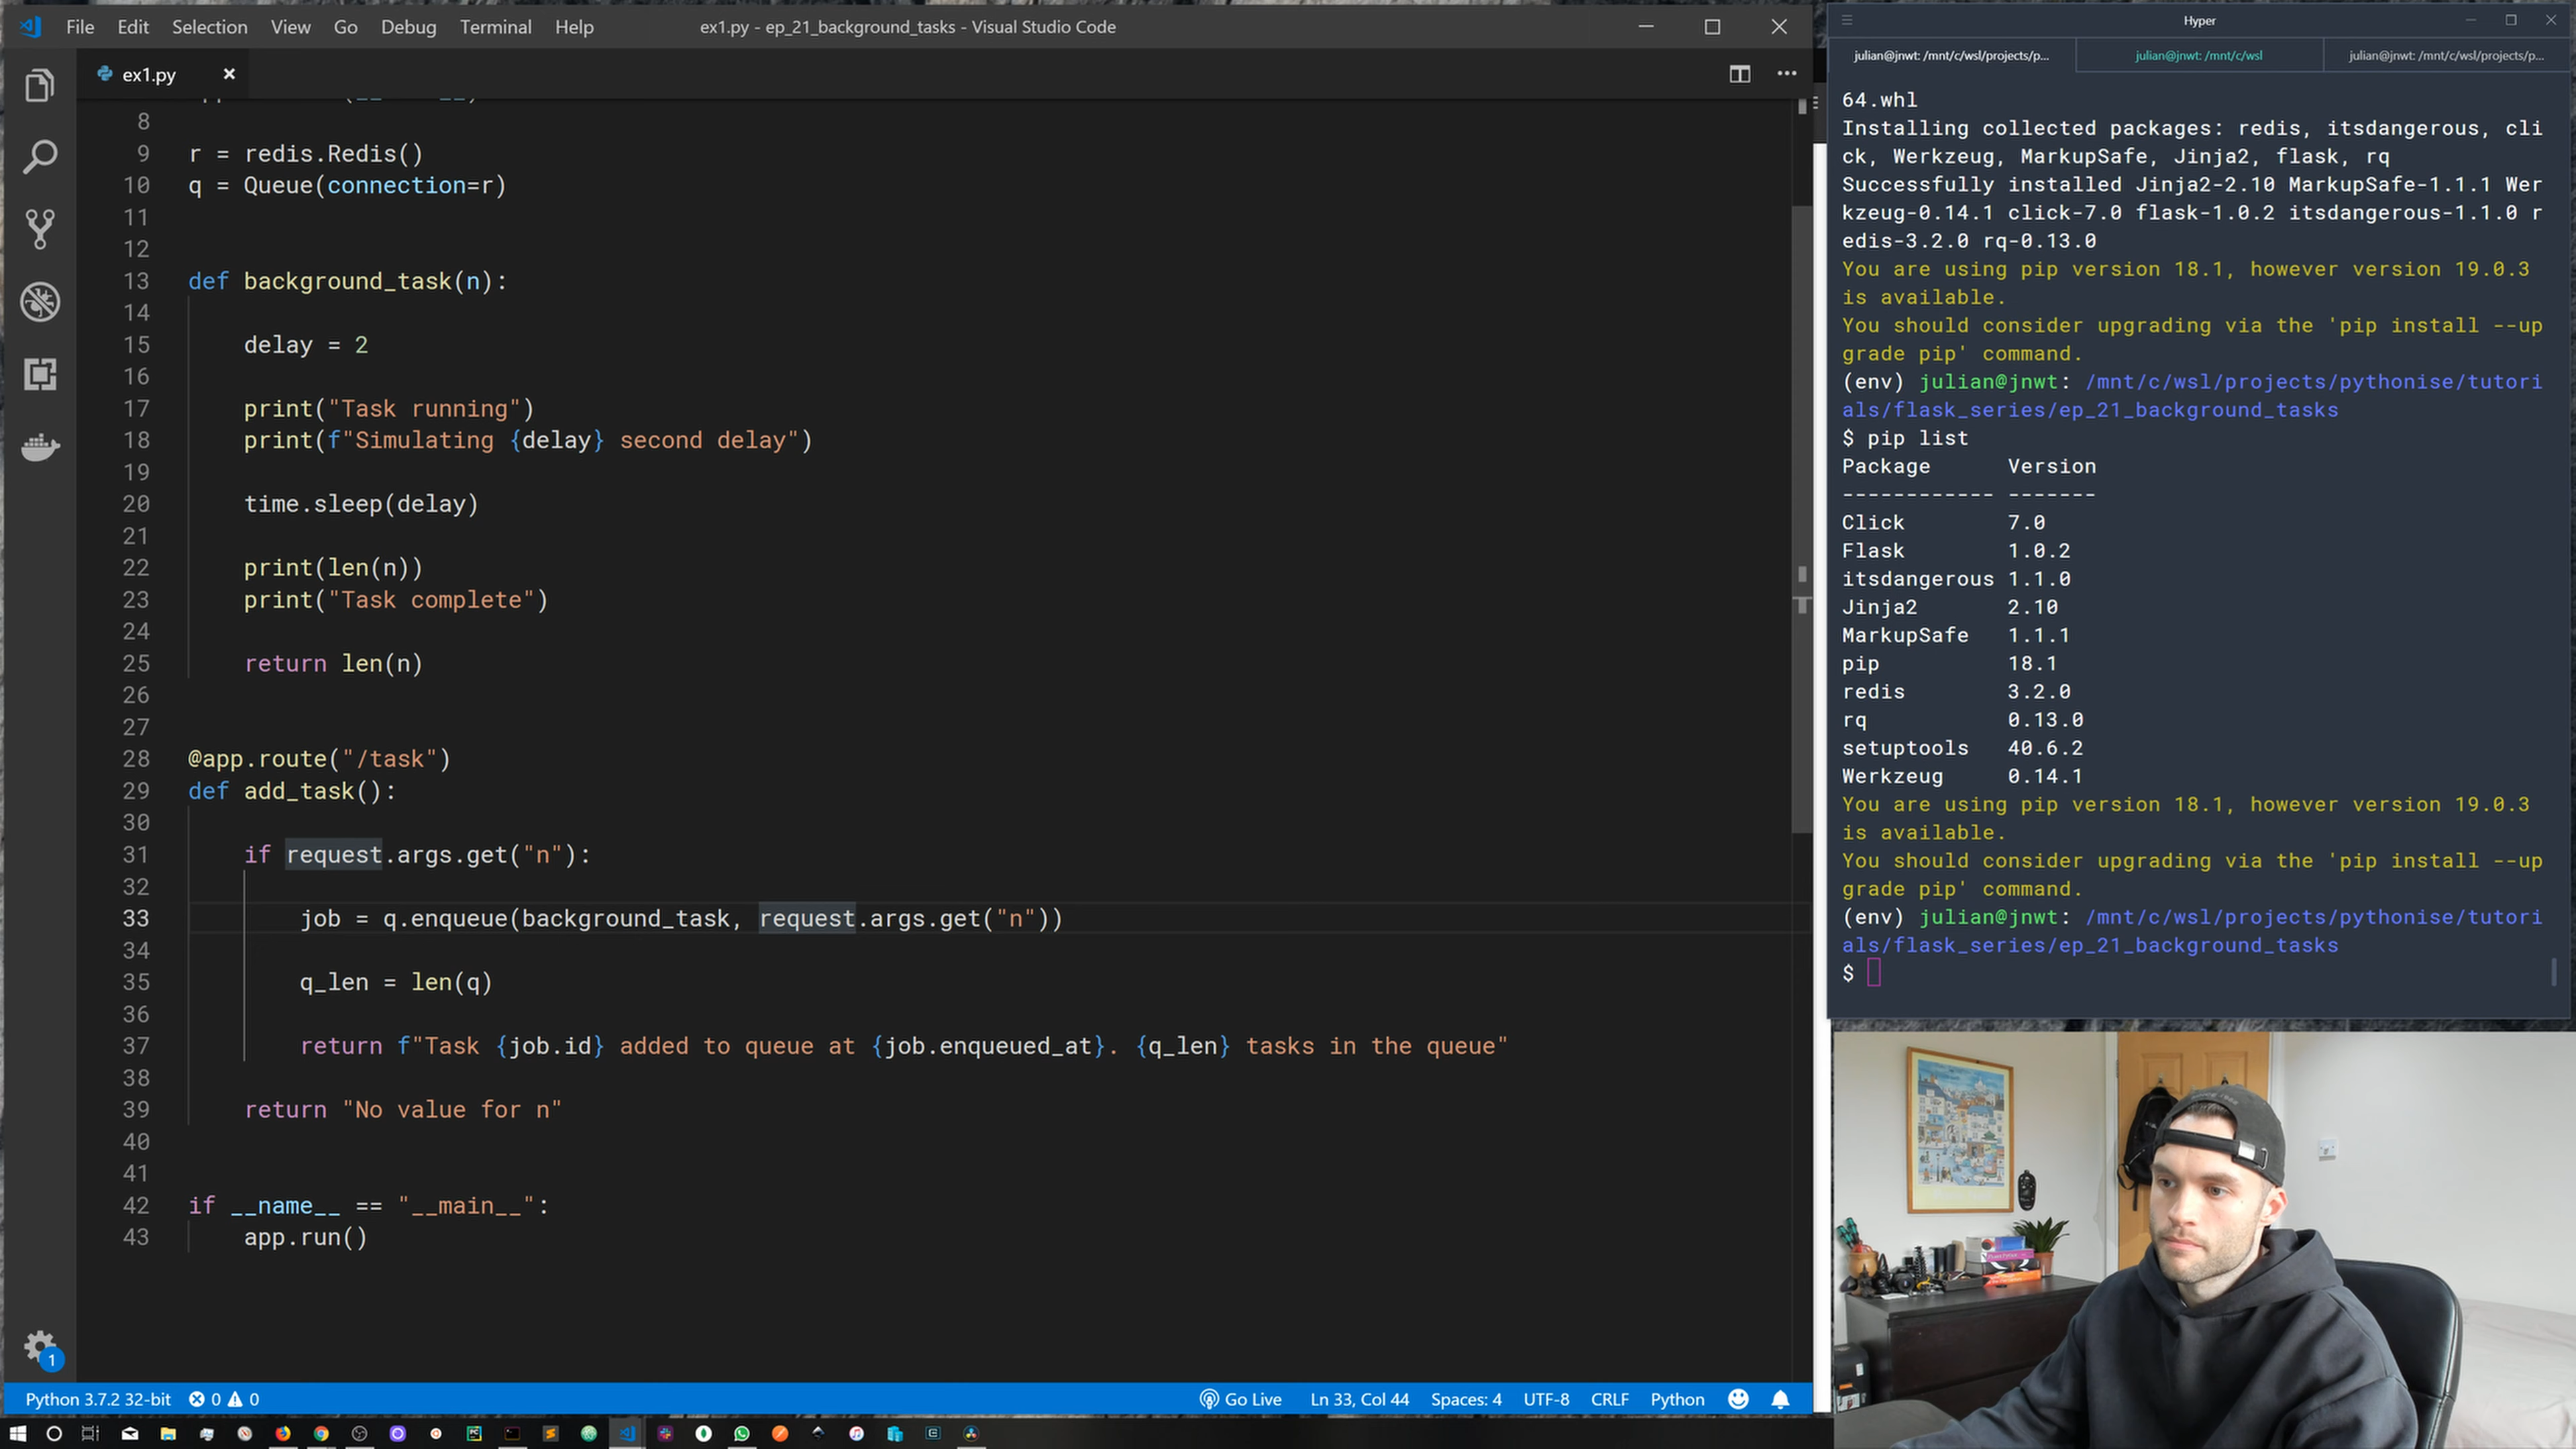 File Edit Selection View Go Debug Terminal Help
ex1.py - ep_21_background_tasks - Visual Studio Code
ex1.py
8
9 r = redis.Redis()
10 q = Queue(connection=r)
11
12
13 def background_task(n):
14
15 delay = 2
16
17 print("Task running")
18 print(f"Simulating {delay} second delay")
19
20 time.sleep(delay)
21
22 print(len(n))
23 print("Task complete")
24
25 return len(n)
26
27
28 @app.route("/task")
29 def add_task():
30
31 if request.args.get("n"):
32
33 job = q.enqueue(background_task, request.args.get("n"))
34
35 q_len = len(q)
36
37 return f"Task {job.id} added to queue at {job.enqueued_at}. {q_len} tasks in the queue"
38
39 return "No value for n"
40
41
42 if __name__ == "__main__":
43 app.run()
1
Python 3.7.2 32-bit 0 0 Go Live Ln 33, Col 44 Spaces: 4 UTF-8 CRLF Python
Hyper
julian@jnwt: /mnt/c/wsl/projects/p... julian@jnwt: /mnt/c/wsl julian@jnwt: /mnt/c/wsl/projects/p...
64.whl
Installing collected packages: redis, itsdangerous, cli
ck, Werkzeug, MarkupSafe, Jinja2, flask, rq
Successfully installed Jinja2-2.10 MarkupSafe-1.1.1 Wer
kzeug-0.14.1 click-7.0 flask-1.0.2 itsdangerous-1.1.0 r
edis-3.2.0 rq-0.13.0
You are using pip version 18.1, however version 19.0.3
is available.
You should consider upgrading via the 'pip install --up
grade pip' command.
(env) julian@jnwt: /mnt/c/wsl/projects/pythonise/tutori
als/flask_series/ep_21_background_tasks
$ pip list
Package Version
------------ -------
Click 7.0
Flask 1.0.2
itsdangerous 1.1.0
Jinja2 2.10
MarkupSafe 1.1.1
pip 18.1
redis 3.2.0
rq 0.13.0
setuptools 40.6.2
Werkzeug 0.14.1
You are using pip version 18.1, however version 19.0.3
is available.
You should consider upgrading via the 'pip install --up
grade pip' command.
(env) julian@jnwt: /mnt/c/wsl/projects/pythonise/tutori
als/flask_series/ep_21_background_tasks
$